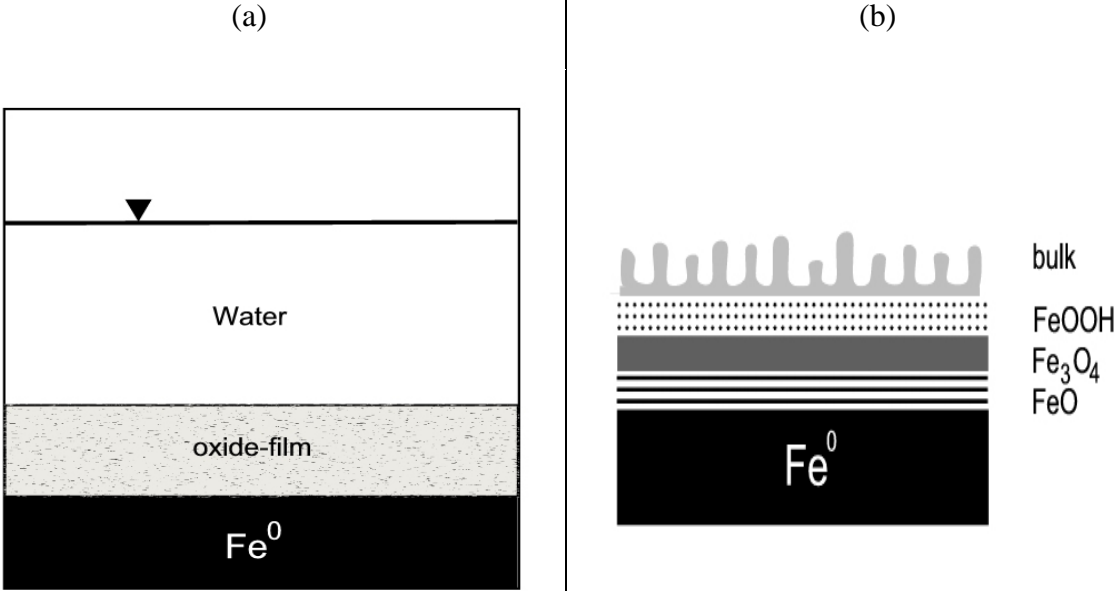 (a)
Water
oxide-film
Fe⁰
(b)
bulk
FeOOH
Fe₃O₄
FeO
Fe⁰